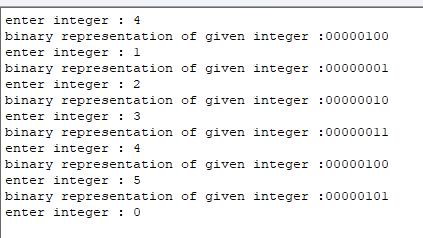 enter integer : 4
binary representation of given integer :00000100
enter integer : 1
binary representation of given integer :00000001
enter integer : 2
binary representation of given integer :00000010
enter integer : 3
binary representation of given integer :00000011
enter integer : 4
binary representation of given integer :00000100
enter integer : 5
binary representation of given integer :00000101
enter integer : 0